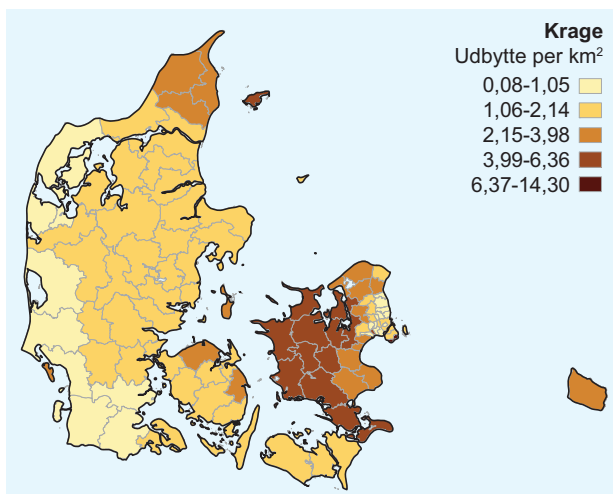 Krage
Udbytte per km²
0,08-1,05
1,06-2,14
2,15-3,98
3,99-6,36
6,37-14,30